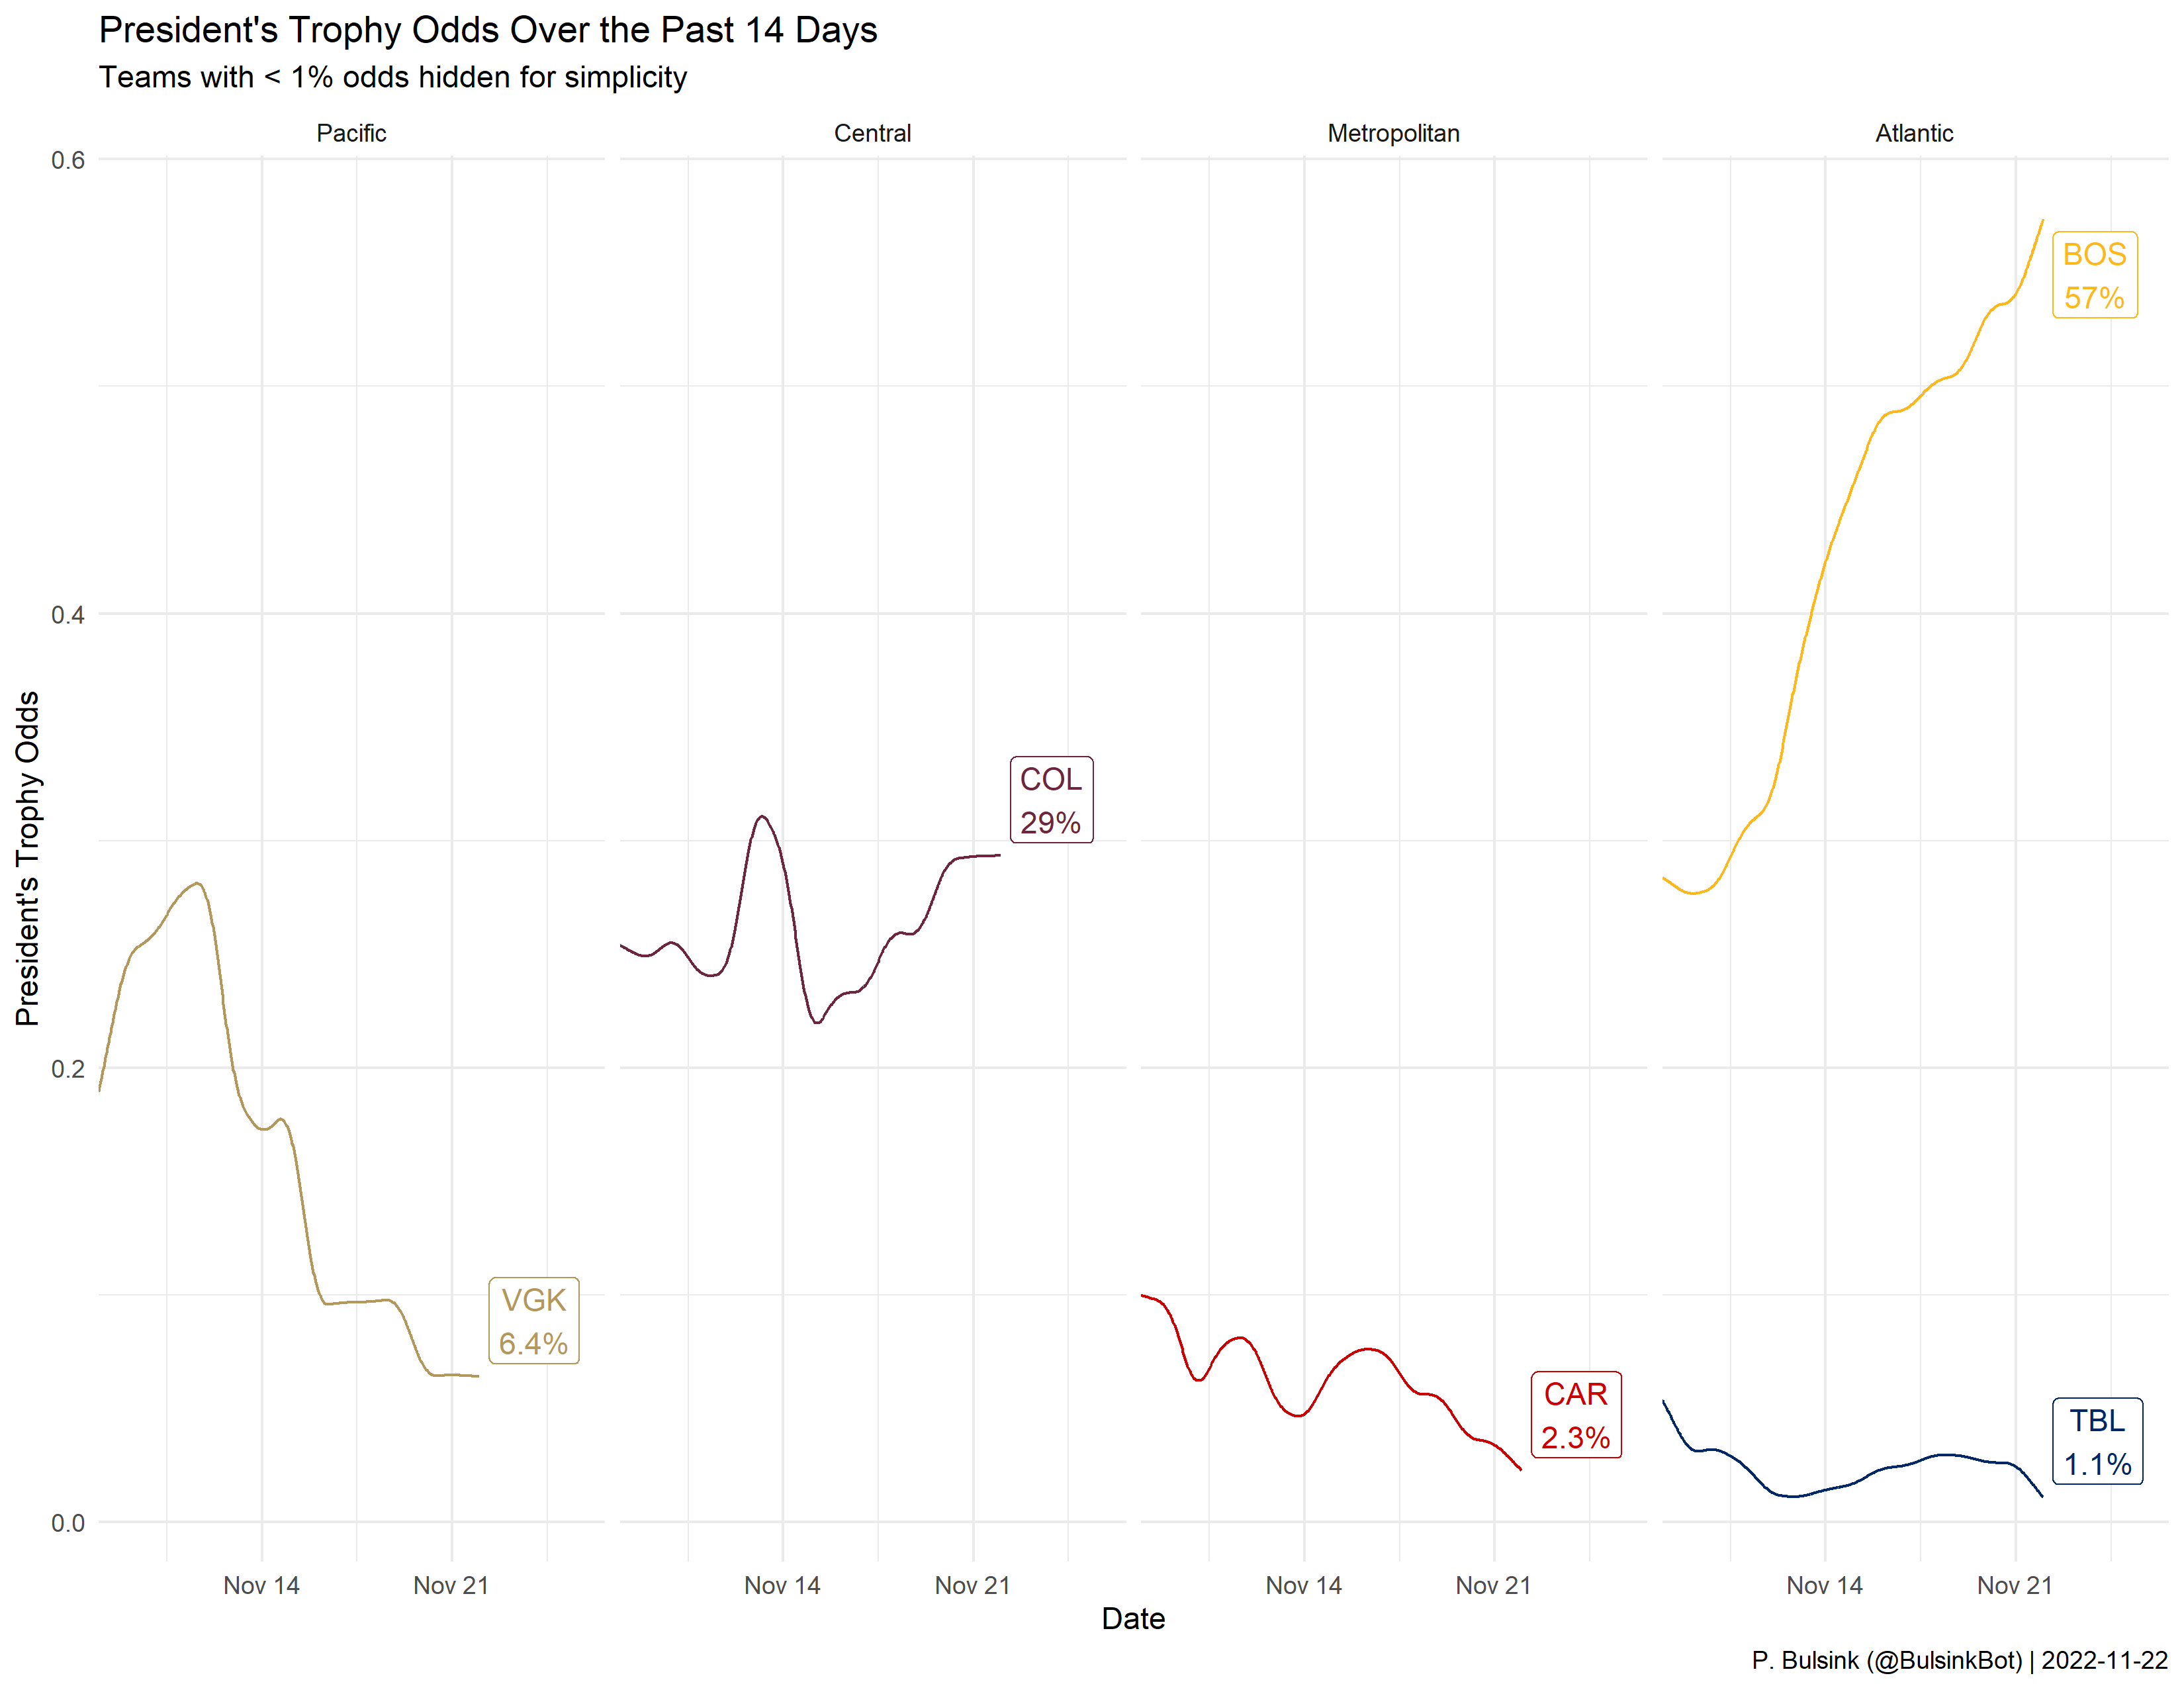 President's Trophy Odds Over the Past 14 Days
Teams with < 1% odds hidden for simplicity
Pacific
Central
Metropolitan
Atlantic
0.6
0.4
0.2
0.0
President's Trophy Odds
BOS
57%
COL
29%
VGK
6.4%
CAR
2.3%
TBL
1.1%
Nov 14
Nov 21
Nov 14
Nov 21
Nov 14
Nov 21
Nov 14
Nov 21
Date
P. Bulsink (@BulsinkBot) | 2022-11-22